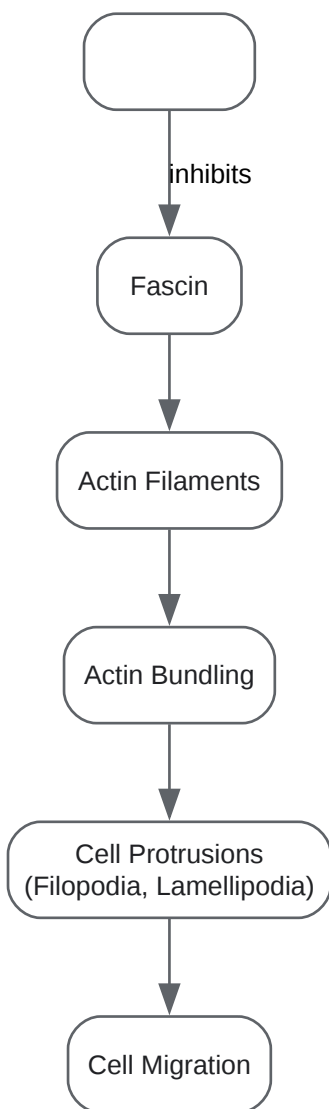 inhibits
Fascin
Actin Filaments
Actin Bundling
Cell Protrusions
(Filopodia, Lamellipodia)
Cell Migration